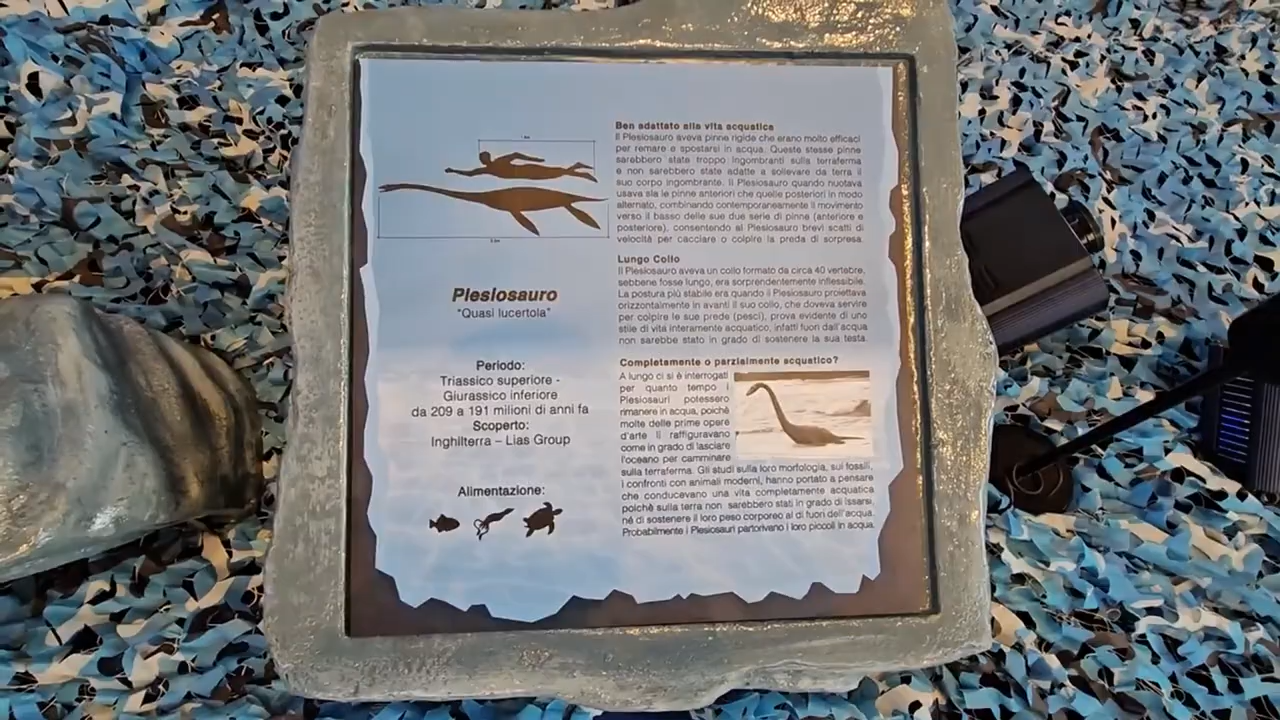 Plesiosauro
"Quasi lucertola"
Periodo:
Triassico superiore -
Giurassico inferiore
da 209 a 191 milioni di anni fa
Scoperto:
Inghilterra – Lias Group
Alimentazione:
Ben adattato alla vita acquatica
Il Plesiosauro aveva pinne rigide che erano molto efficaci
per remare e spostarsi in acqua. Queste stesse pinne
sarebbero state troppo ingombranti sulla terraferma
e non sarebbero state adatte a sollevare da terra il
suo corpo ingombrante. Il Plesiosauro quando nuotava
usava sia le pinne anteriori che quelle posteriori in modo
alternato, combinando contemporaneamente il movimento
verso il basso delle sue due serie di pinne (anteriore e
posteriore), consentendo al Plesiosauro brevi scatti di
velocità per cacciare o colpire la preda di sorpresa.
Lungo Collo
Il Plesiosauro aveva un collo formato da circa 40 vertebre,
sebbene fosse lungo, era sorprendentemente inflessibile.
La postura più stabile era quando il Plesiosauro proiettava
orizzontalmente in avanti il suo collo, che doveva servire
per colpire le sue prede (pesci), prova evidente di uno
stile di vita interamente acquatico, infatti fuori dall'acqua
non sarebbe stato in grado di sostenere la sua testa.
Completamente o parzialmente acquatico?
A lungo ci si è interrogati
per quanto tempo i
Plesiosauri potessero
rimanere in acqua, poichè
molte delle prime opere
d'arte li raffiguravano
come in grado di lasciare
l'oceano per camminare
sulla terraferma. Gli studi sulla loro morfologia, sui fossili,
i confronti con animali moderni, hanno portato a pensare
che conducevano una vita completamente acquatica
poichè sulla terra non sarebbero stati in grado di issare,
né di sostenere il loro peso corporeo al di fuori dell'acqua.
Probabilmente i Plesiosauri partorivano i loro piccoli in acqua.